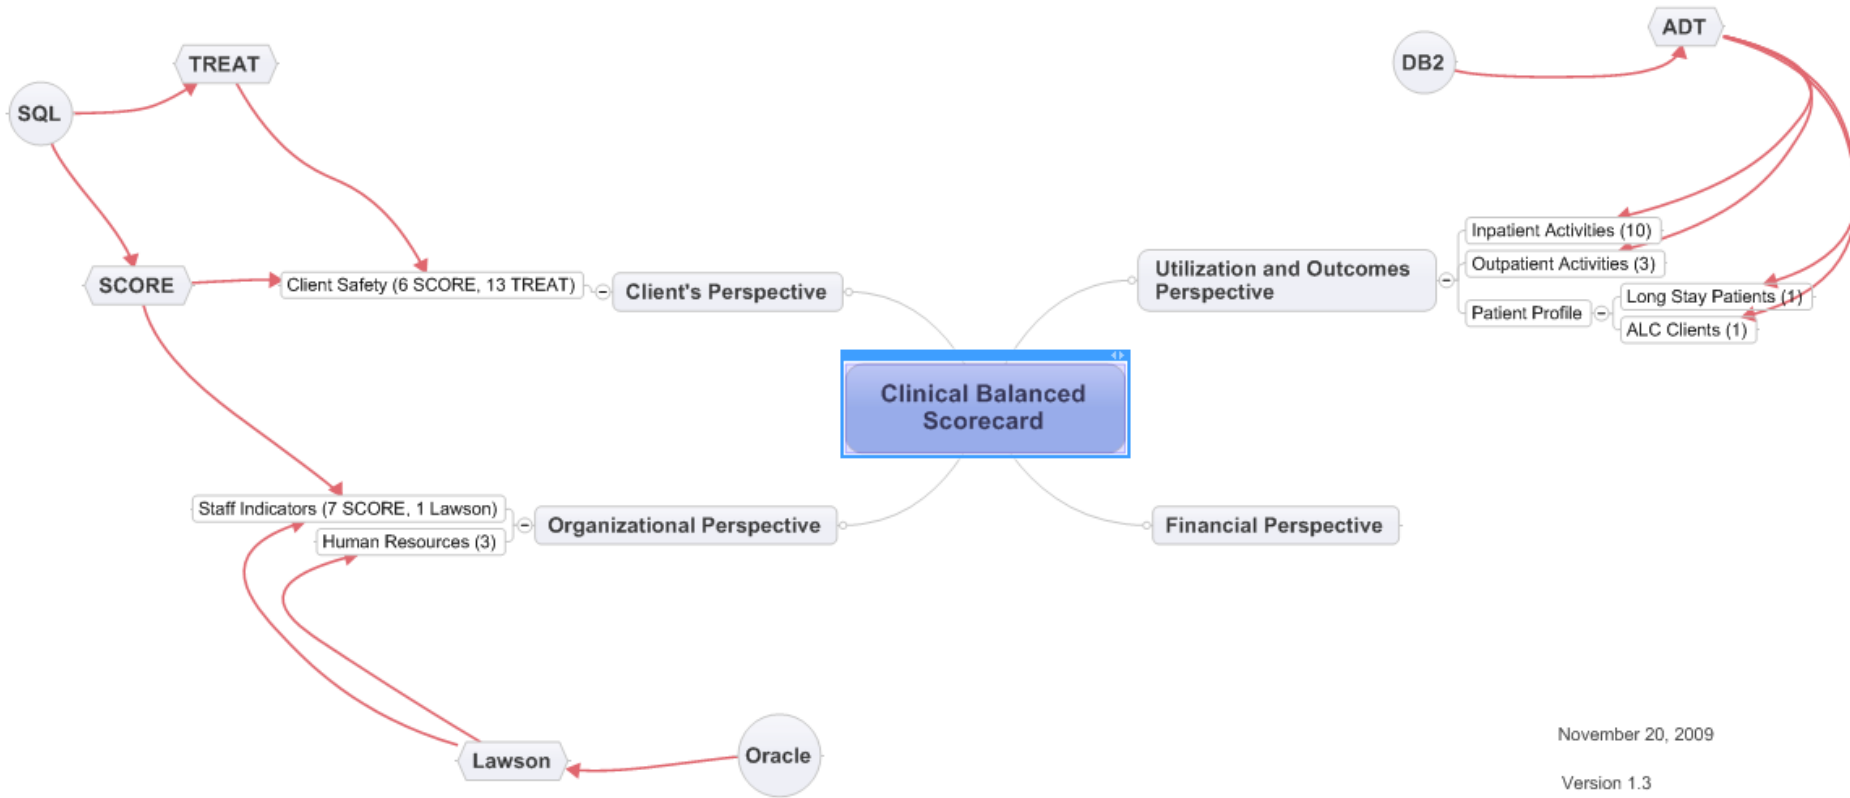 TREAT
SQL
SCORE
Client Safety (6 SCORE, 13 TREAT)
Client's Perspective
ADT
DB2
Utilization and Outcomes
Perspective
Inpatient Activities (10)
Outpatient Activities (3)
Patient Profile
Long Stay Patients (1)
ALC Clients (1)
Clinical Balanced
Scorecard
Staff Indicators (7 SCORE, 1 Lawson)
Human Resources (3)
Organizational Perspective
Financial Perspective
Lawson
Oracle
November 20, 2009
Version 1.3